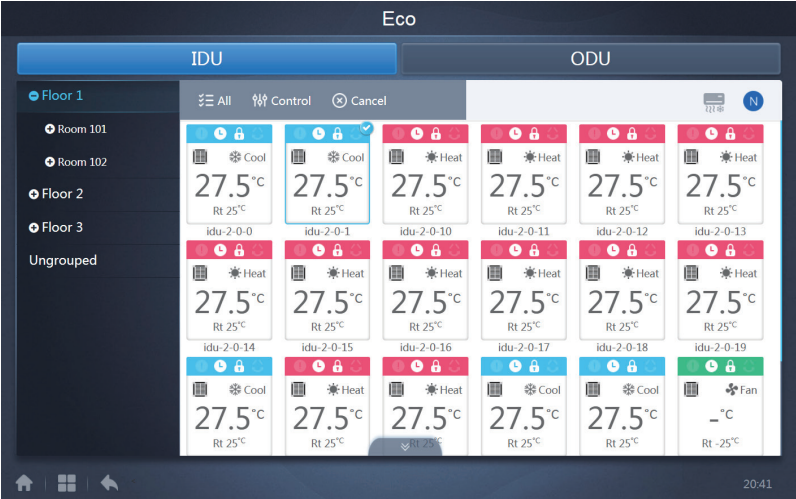 Eco
IDU ODU
Floor 1
Room 101
Room 102
Floor 2
Floor 3
Ungrouped
All Control Cancel N
Cool Cool Heat Heat Heat Heat
27.5°C 27.5°C 27.5°C 27.5°C 27.5°C 27.5°C
Rt 25°C Rt 25°C Rt 25°C Rt 25°C Rt 25°C Rt 25°C
idu-2-0-0 idu-2-0-1 idu-2-0-10 idu-2-0-11 idu-2-0-12 idu-2-0-13
Heat Heat Heat Heat Heat Heat
27.5°C 27.5°C 27.5°C 27.5°C 27.5°C 27.5°C
Rt 25°C Rt 25°C Rt 25°C Rt 25°C Rt 25°C Rt 25°C
idu-2-0-14 idu-2-0-15 idu-2-0-16 idu-2-0-17 idu-2-0-18 idu-2-0-19
Cool Heat Heat Cool Cool Fan
27.5°C 27.5°C 27.5°C 27.5°C 27.5°C _°C
Rt 25°C Rt 25°C Rt 25°C Rt 25°C Rt 25°C Rt -25°C
20:41